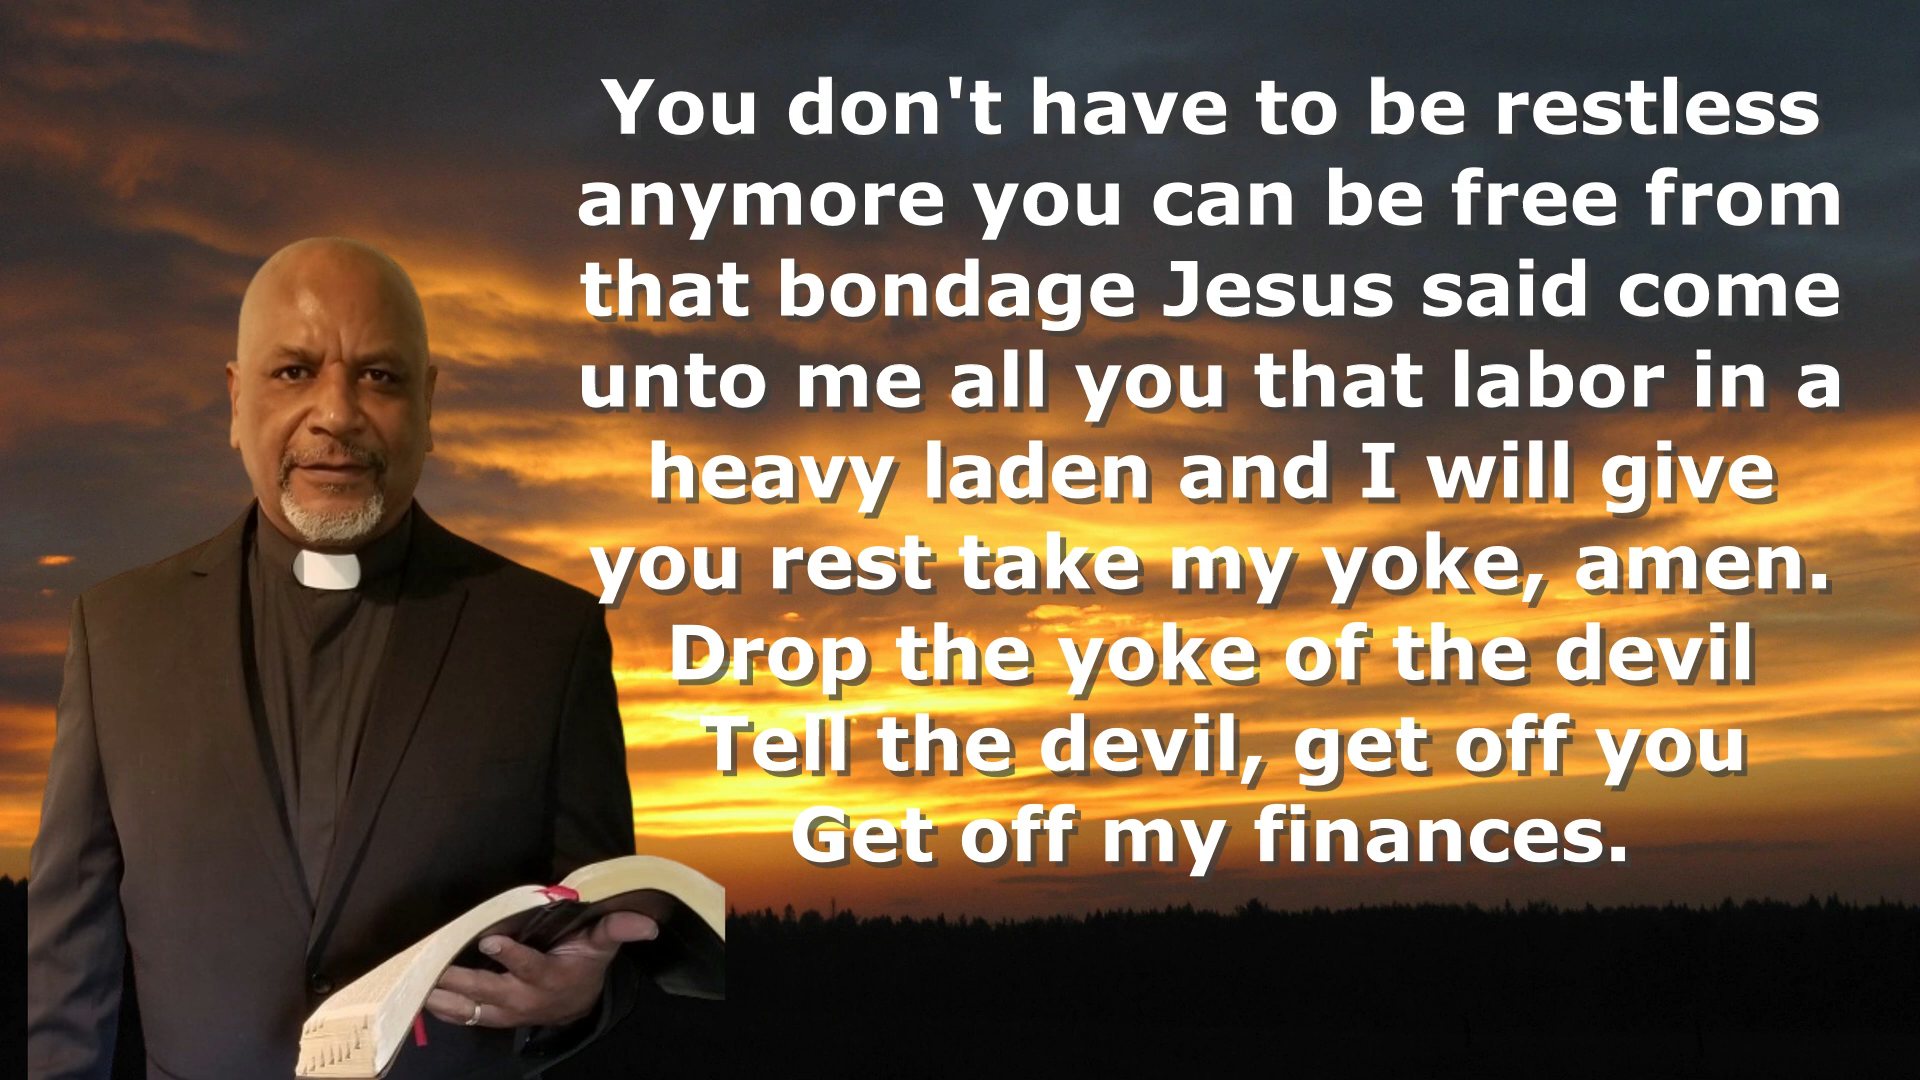 You don't have to be restless
anymore you can be free from
that bondage Jesus said come
unto me all you that labor in a
heavy laden and I will give
you rest take my yoke, amen.
Drop the yoke of the devil
Tell the devil, get off you
Get off my finances.